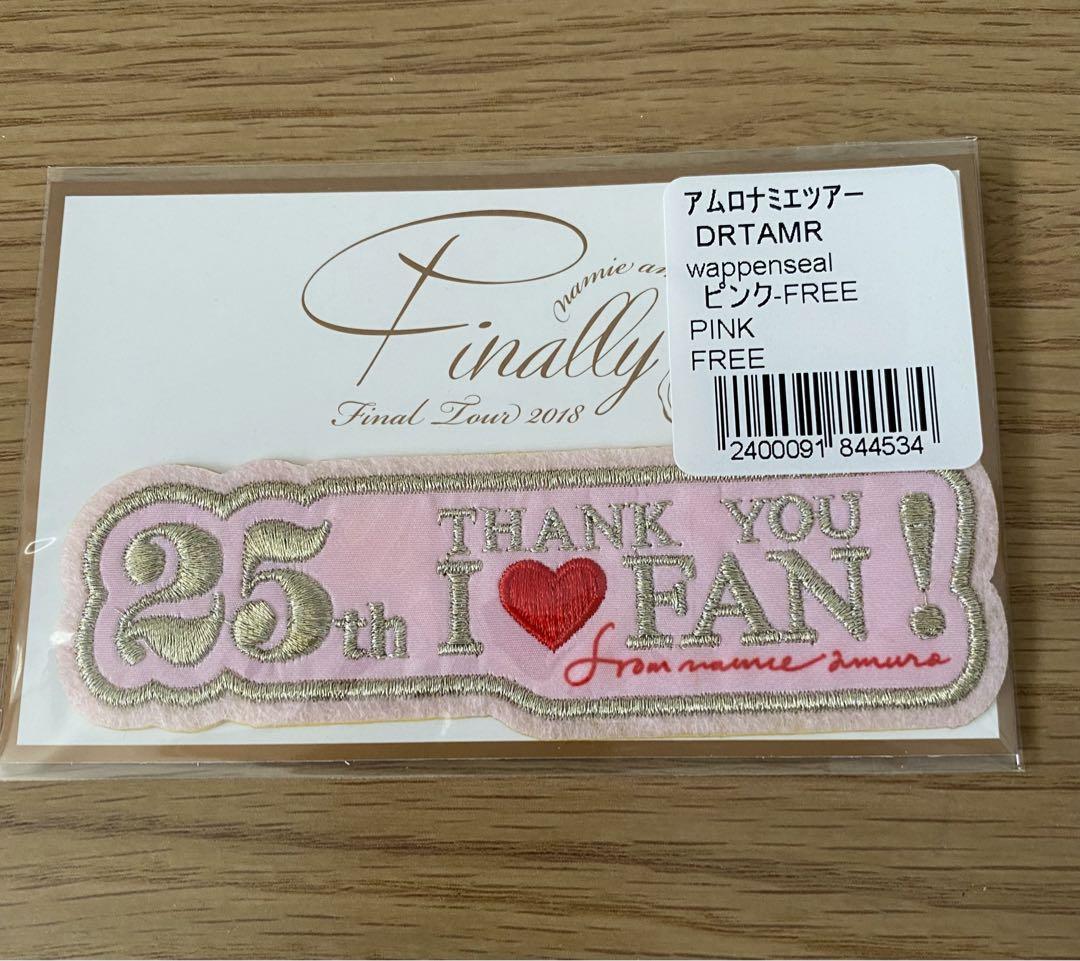 アムロナミエツアー
DRTAMR
wappenseal
ピンク-FREE
PINK
FREE
2400091 844534
namie
Finally
Final Tour 2018
THANK YOU !
25th I ❤ FAN
from namie amuro